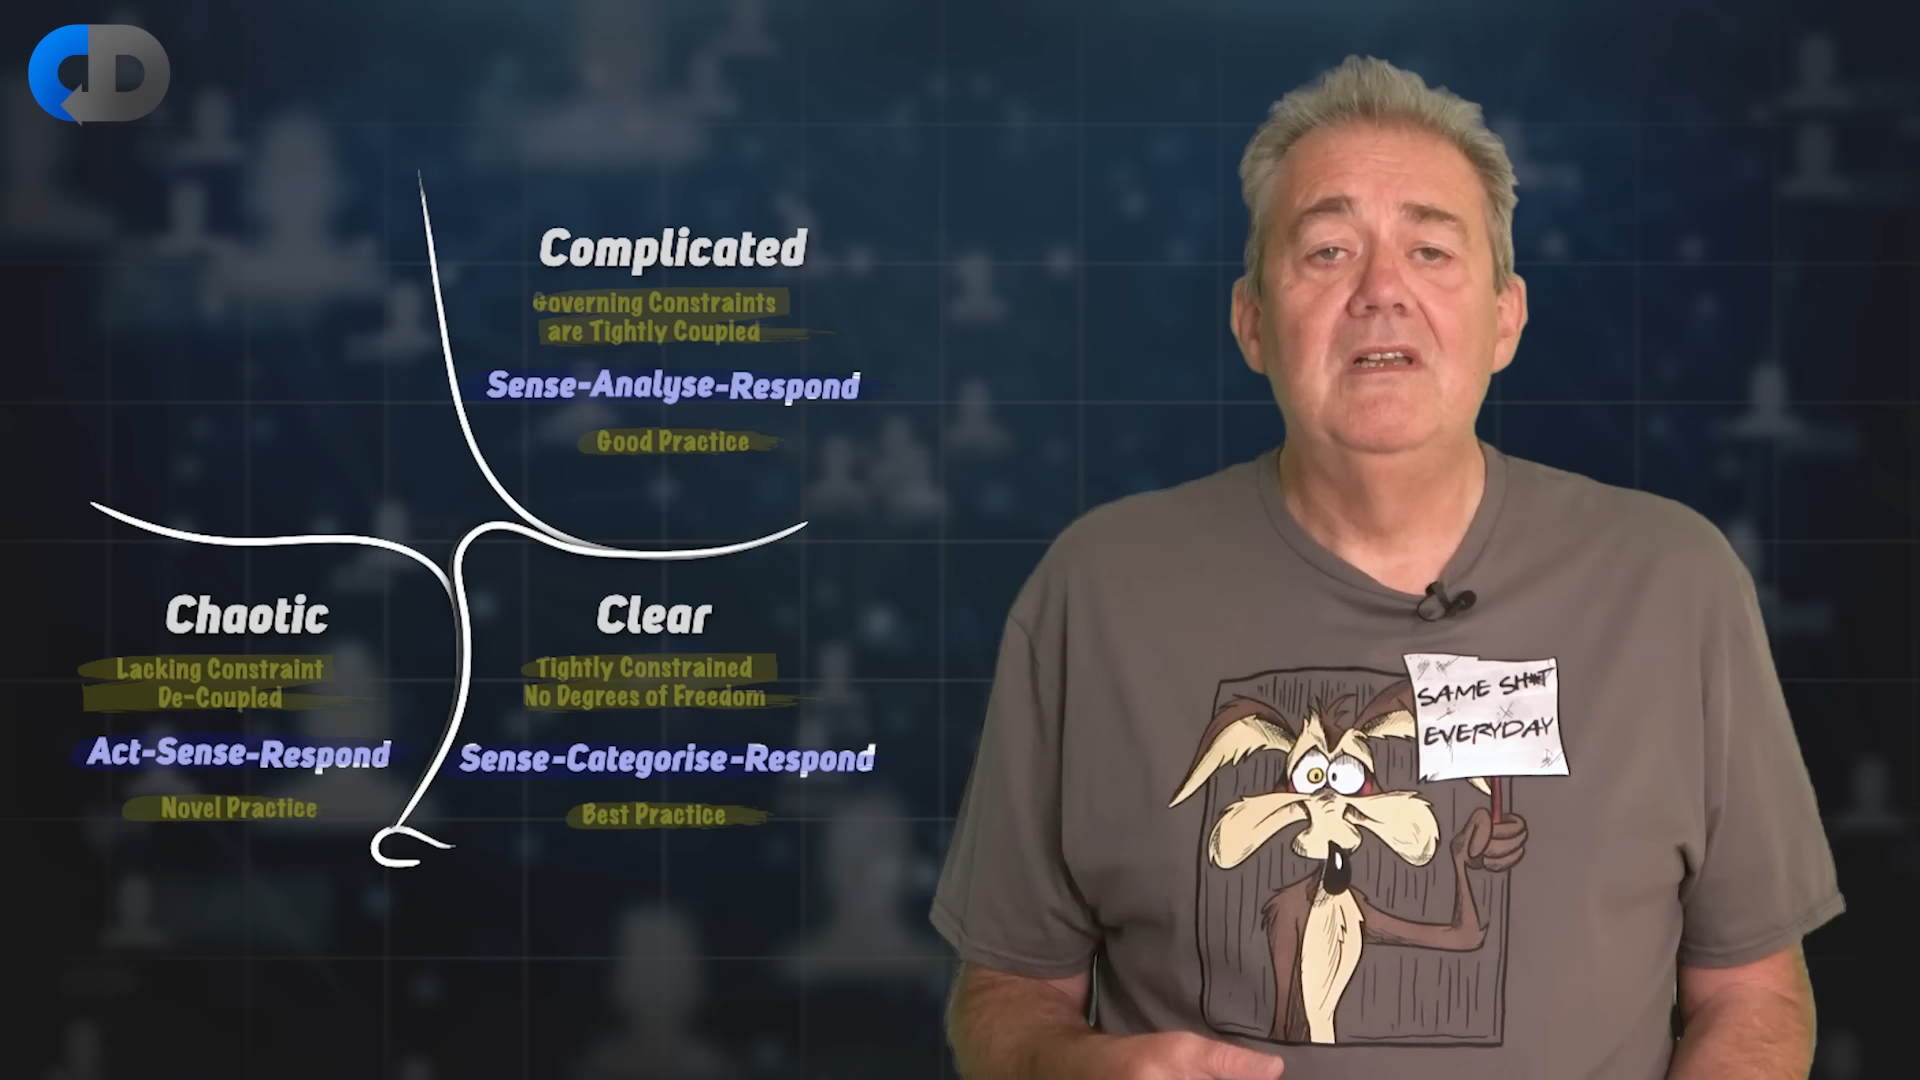 CD
Complicated
Governing Constraints
are Tightly Coupled
Sense-Analyse-Respond
Good Practice
Chaotic
Lacking Constraint
De-Coupled
Act-Sense-Respond
Novel Practice
Clear
Tightly Constrained
No Degrees of Freedom
Sense-Categorise-Respond
Best Practice
SAME SH*T
EVERYDAY